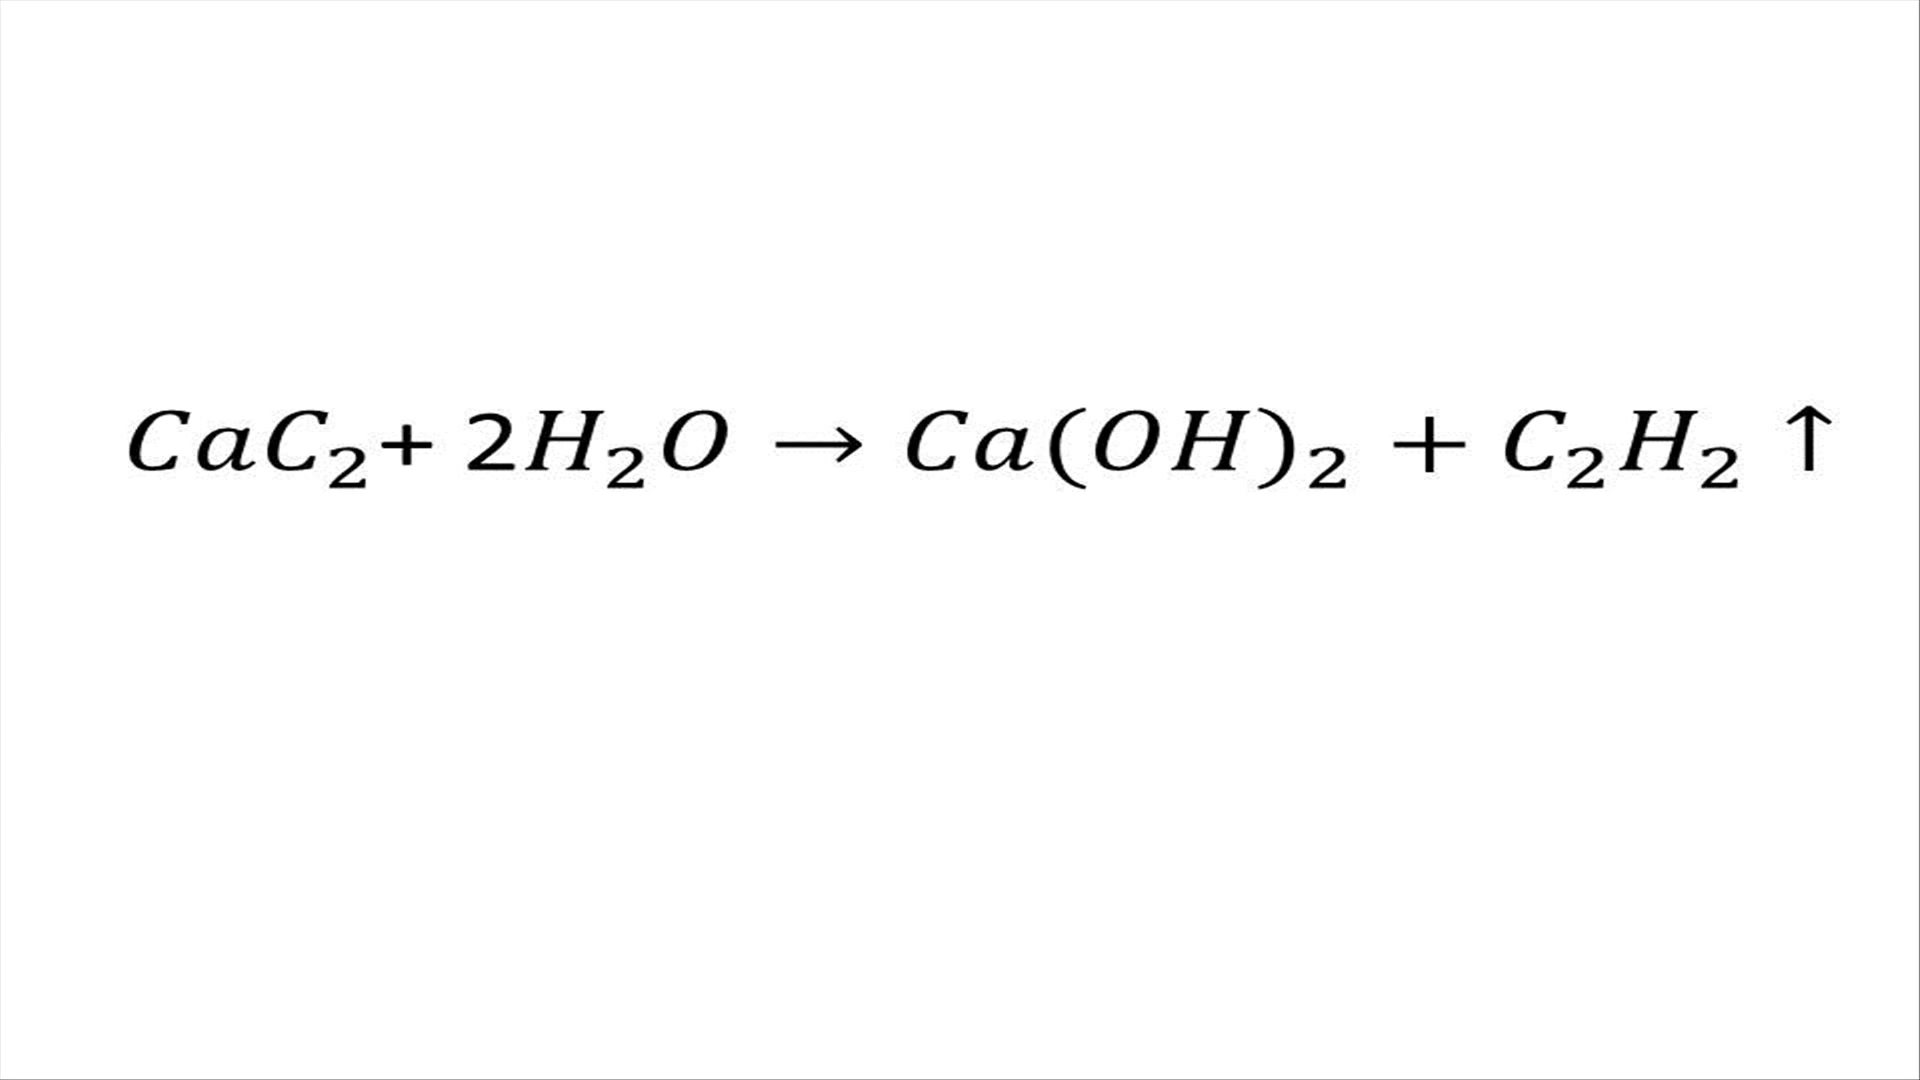 CaC₂+ 2H₂O → Ca(OH)₂ + C₂H₂ ↑